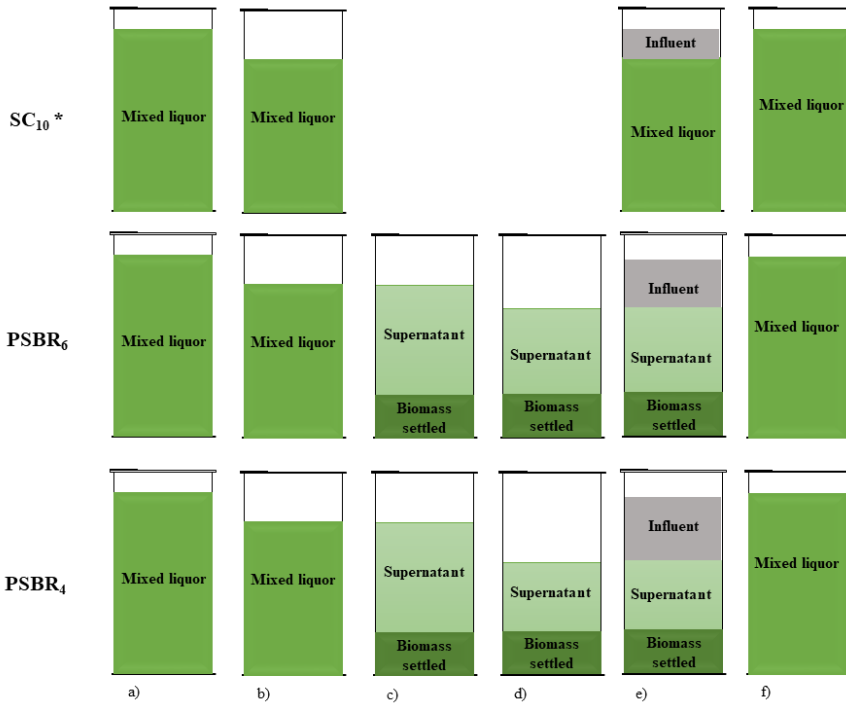 Influent
Mixed liquor
Mixed liquor
SC₁₀ *
Mixed liquor
Mixed liquor
Influent
PSBR₆
Mixed liquor
Mixed liquor
Supernatant
Supernatant
Supernatant
Mixed liquor
Biomass
settled
Biomass
settled
Biomass
settled
Influent
PSBR₄
Mixed liquor
Mixed liquor
Supernatant
Supernatant
Supernatant
Mixed liquor
Biomass
settled
Biomass
settled
Biomass
settled
a)
b)
c)
d)
e)
f)